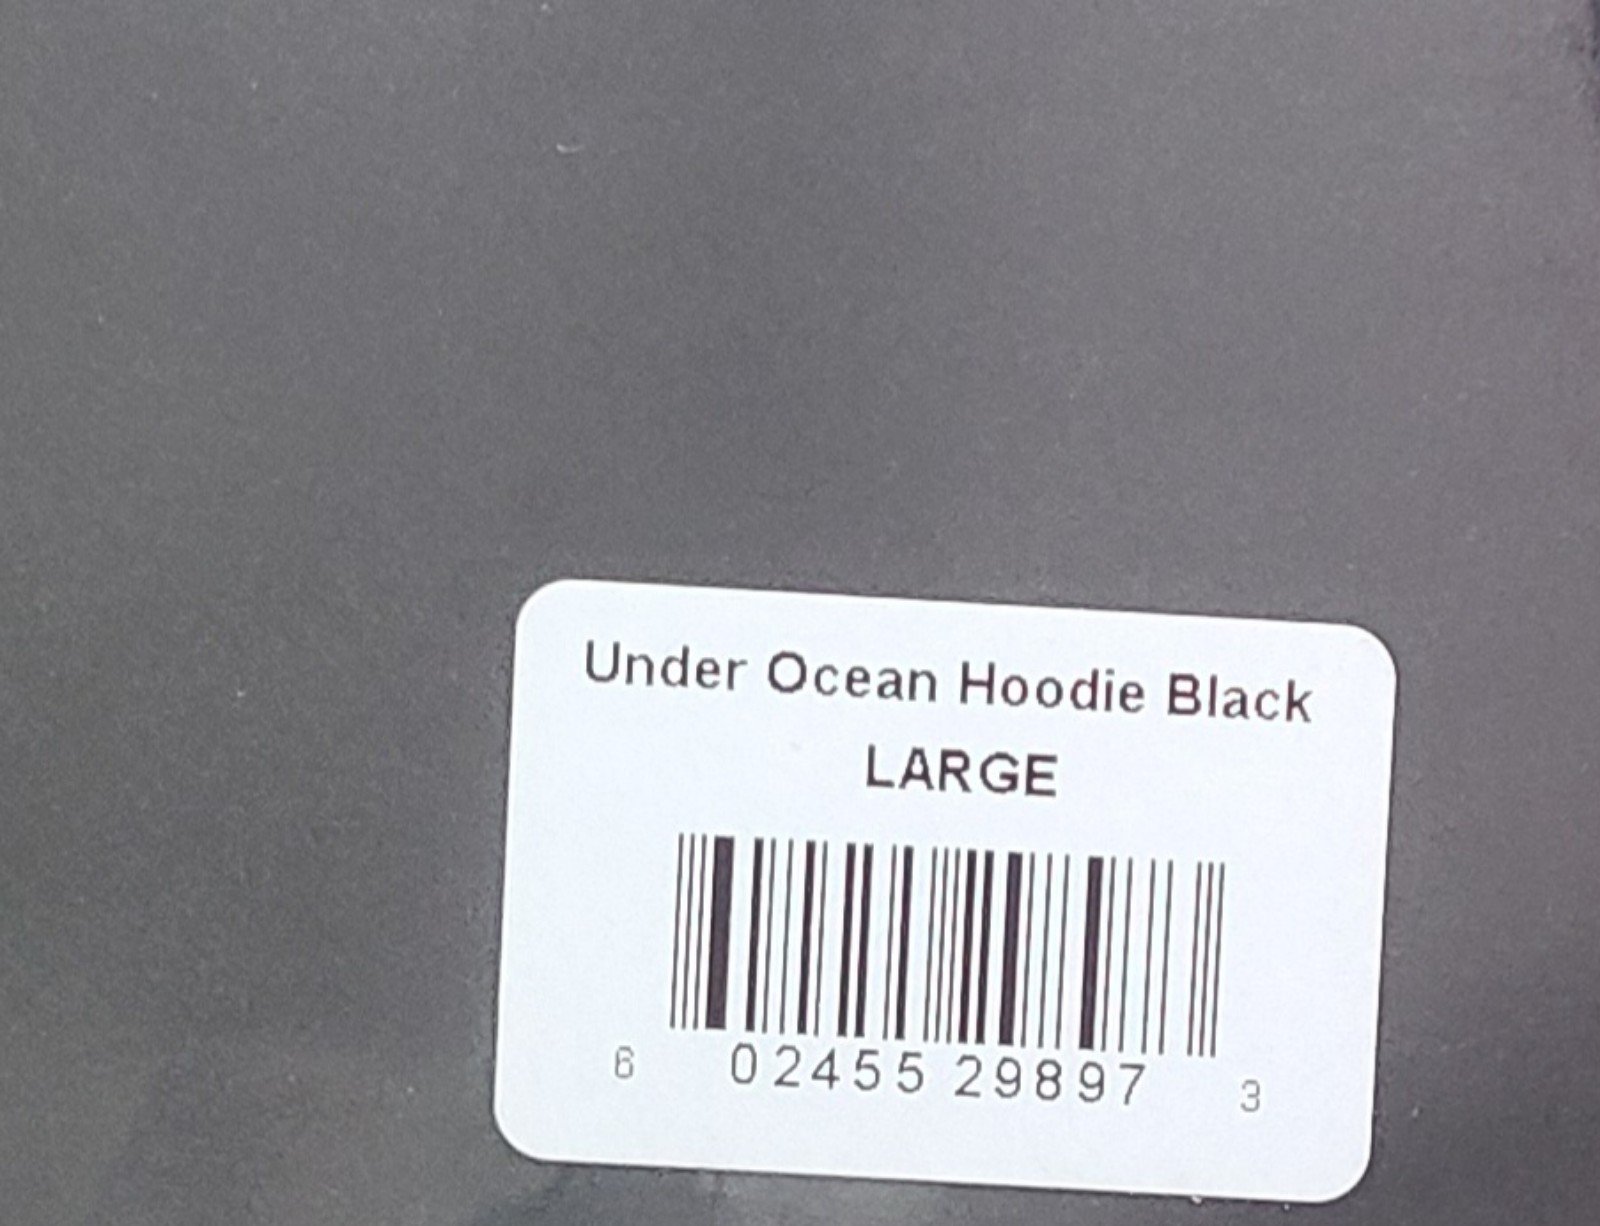 Under Ocean Hoodie Black
LARGE
6 02455 29897 3